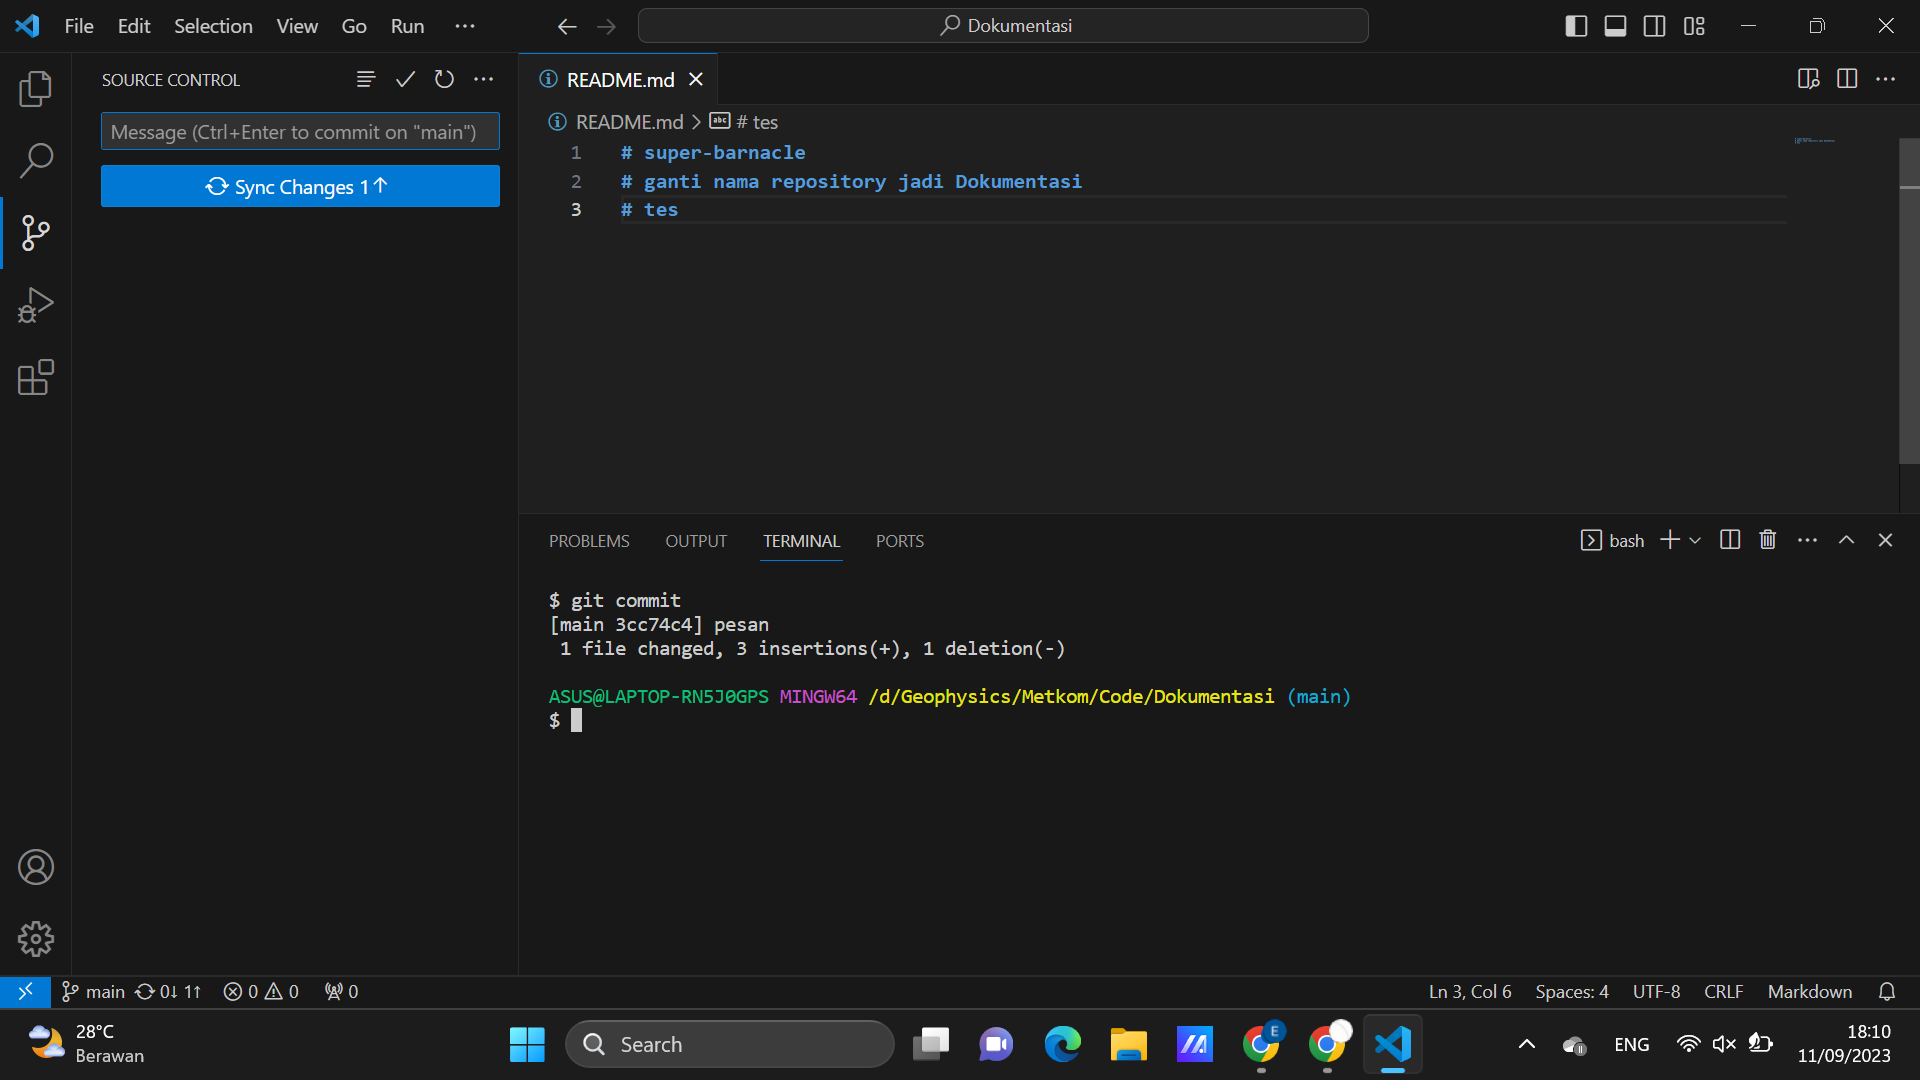 File Edit Selection View Go Run ···
Dokumentasi
SOURCE CONTROL
Message (Ctrl+Enter to commit on "main")
Sync Changes 1↑
README.md
README.md > # tes
1 # super-barnacle
2 # ganti nama repository jadi Dokumentasi
3 # tes
PROBLEMS OUTPUT TERMINAL PORTS
bash
$ git commit
[main 3cc74c4] pesan
1 file changed, 3 insertions(+), 1 deletion(-)
ASUS@LAPTOP-RN5J0GPS MINGW64 /d/Geophysics/Metkom/Code/Dokumentasi (main)
$
main 0↓ 1↑ 0 0 0
Ln 3, Col 6 Spaces: 4 UTF-8 CRLF Markdown
28°C
Berawan
Search
E
ENG
18:10
11/09/2023